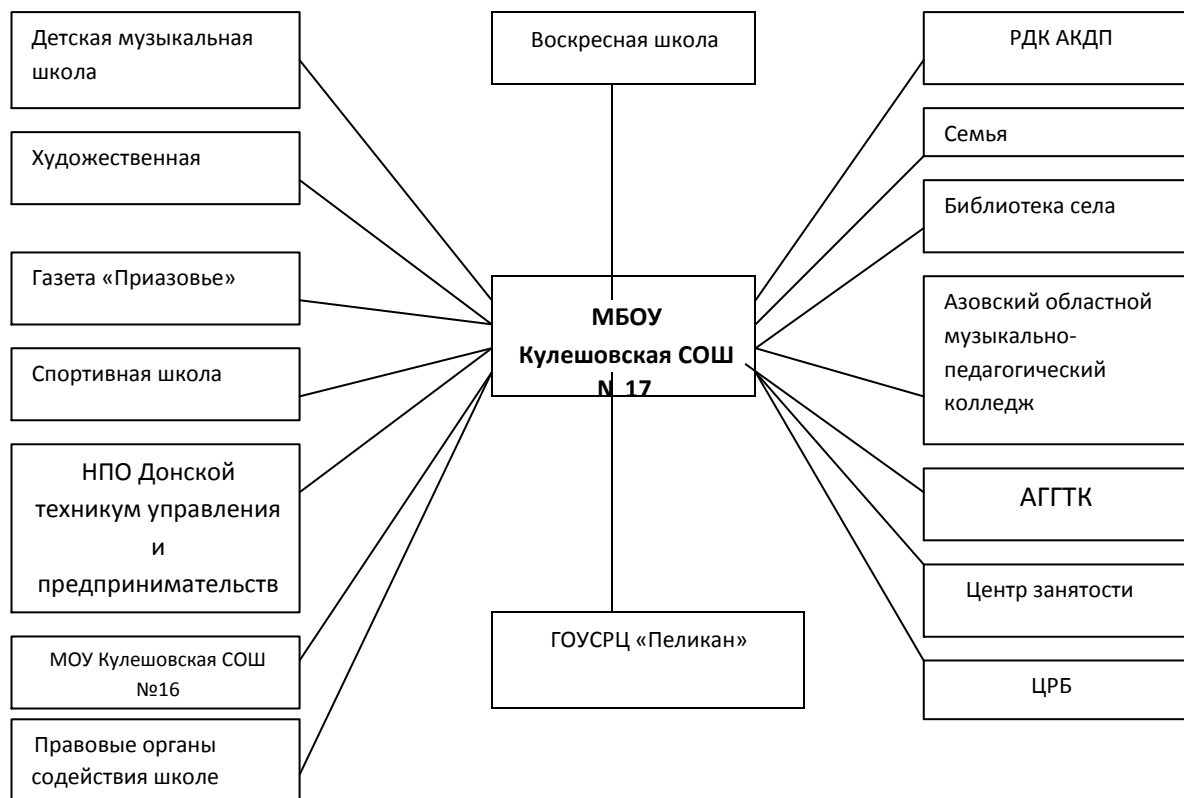 Детская музыкальная
школа
Художественная
Газета «Приазовье»
Спортивная школа
НПО Донской
техникум управления
и
предпринимательств
МОУ Кулешовская СОШ
№16
Правовые органы
содействия школе
Воскресная школа
МБОУ
Кулешовская СОШ
№ 17
ГОУСРЦ «Пеликан»
РДК АКДП
Семья
Библиотека села
Азовский областной
музыкально-
педагогический
колледж
АГГТК
Центр занятости
ЦРБ